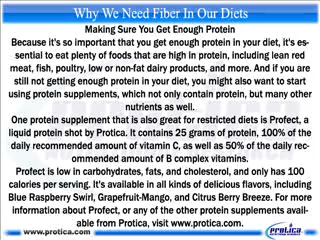 Why We Need Fiber In Our Diets
Making Sure You Get Enough Protein
Because it's so important that you get enough protein in your diet, it's es-
sential to eat plenty of foods that are high in protein, including lean red
meat, fish, poultry, low or non-fat dairy products, and more. And if you are
still not getting enough protein in your diet, you might also want to start
using protein supplements, which not only contain protein, but many other
nutrients as well.
One protein supplement that is also great for restricted diets is Profect, a
liquid protein shot by Protica. It contains 25 grams of protein, 100% of the
daily recommended amount of vitamin C, as well as 50% of the daily rec-
ommended amount of B complex vitamins.
Profect is low in carbohydrates, fats, and cholesterol, and only has 100
calories per serving. It's available in all kinds of delicious flavors, including
Blue Raspberry Swirl, Grapefruit-Mango, and Citrus Berry Breeze. For more
information about Profect, or any of the other protein supplements avail-
able from Protica, visit www.protica.com.
www.protica.com
protica